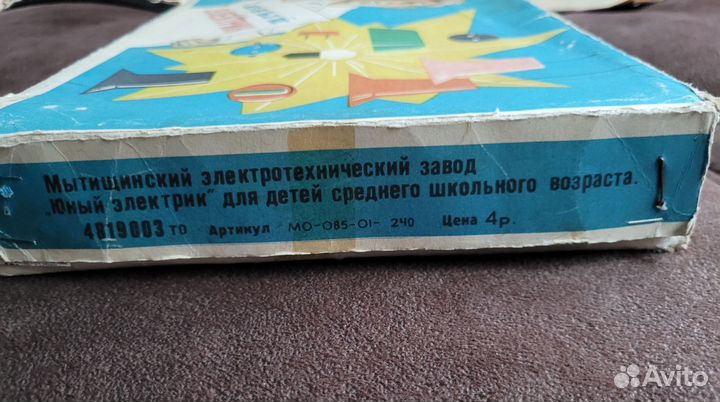 Мытищинский электротехнический завод
„Юный электрик" для детей среднего школьного возраста.
4819003 то Артикул МО-085-01- 240 Цена 4р.
Avito